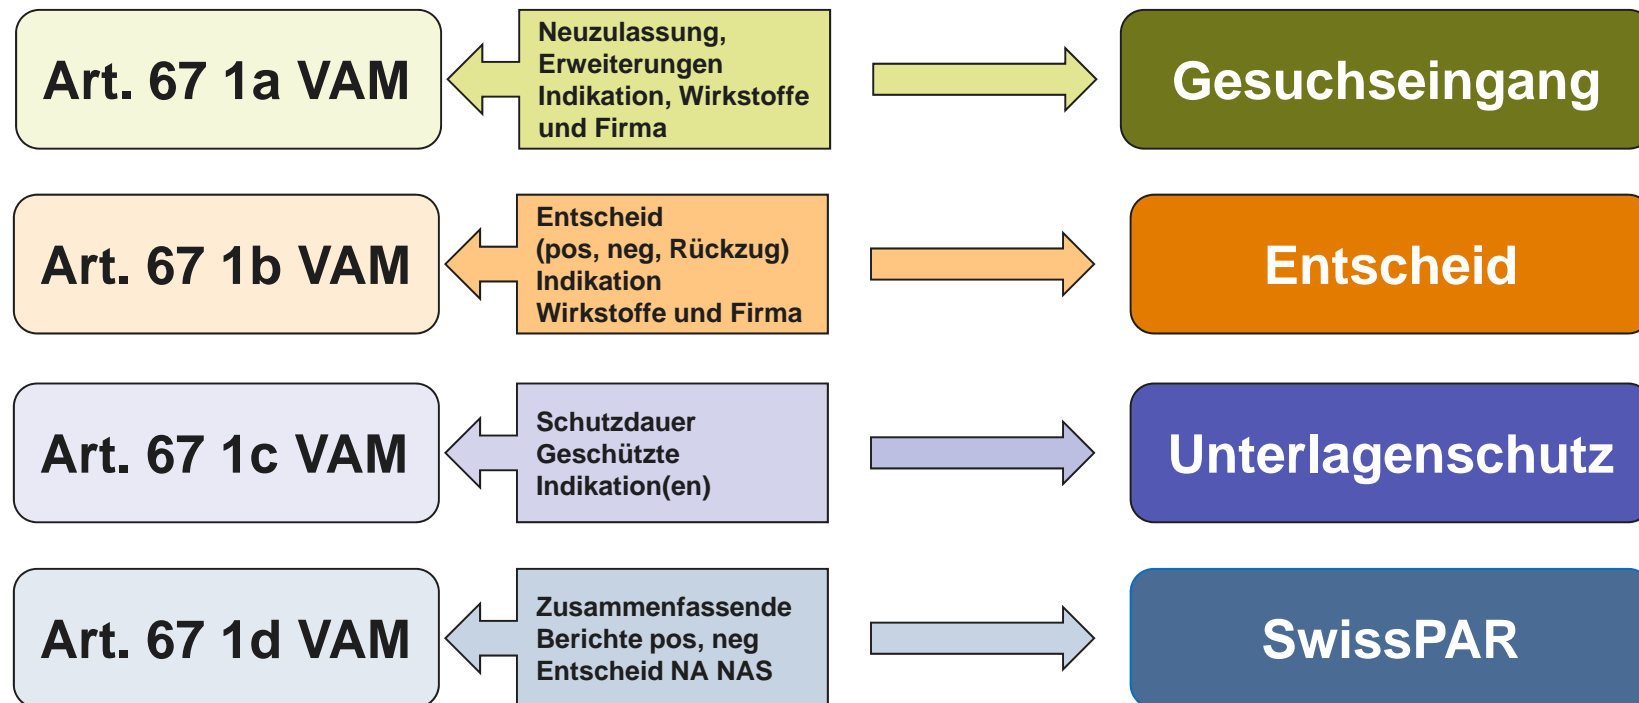 Art. 67 1a VAM
Neuzulassung,
Erweiterungen
Indikation, Wirkstoffe
und Firma
Gesuchseingang
Art. 67 1b VAM
Entscheid
(pos, neg, Rückzug)
Indikation
Wirkstoffe und Firma
Entscheid
Art. 67 1c VAM
Schutzdauer
Geschützte
Indikation(en)
Unterlagenschutz
Art. 67 1d VAM
Zusammenfassende
Berichte pos, neg
Entscheid NA NAS
SwissPAR